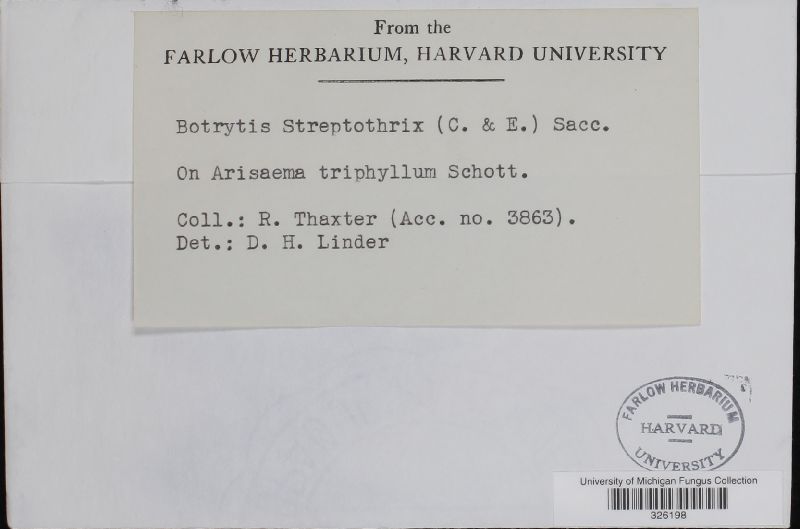 From the
FARLOW HERBARIUM, HARVARD UNIVERSITY
Botrytis Streptothrix (C. & E.) Sacc.
On Arisaema triphyllum Schott.
Coll.: R. Thaxter (Acc. no. 3863).
Det.: D. H. Linder
FARLOW HERBARIUM
HARVARD
UNIVERSITY
University of Michigan Fungus Collection
326198